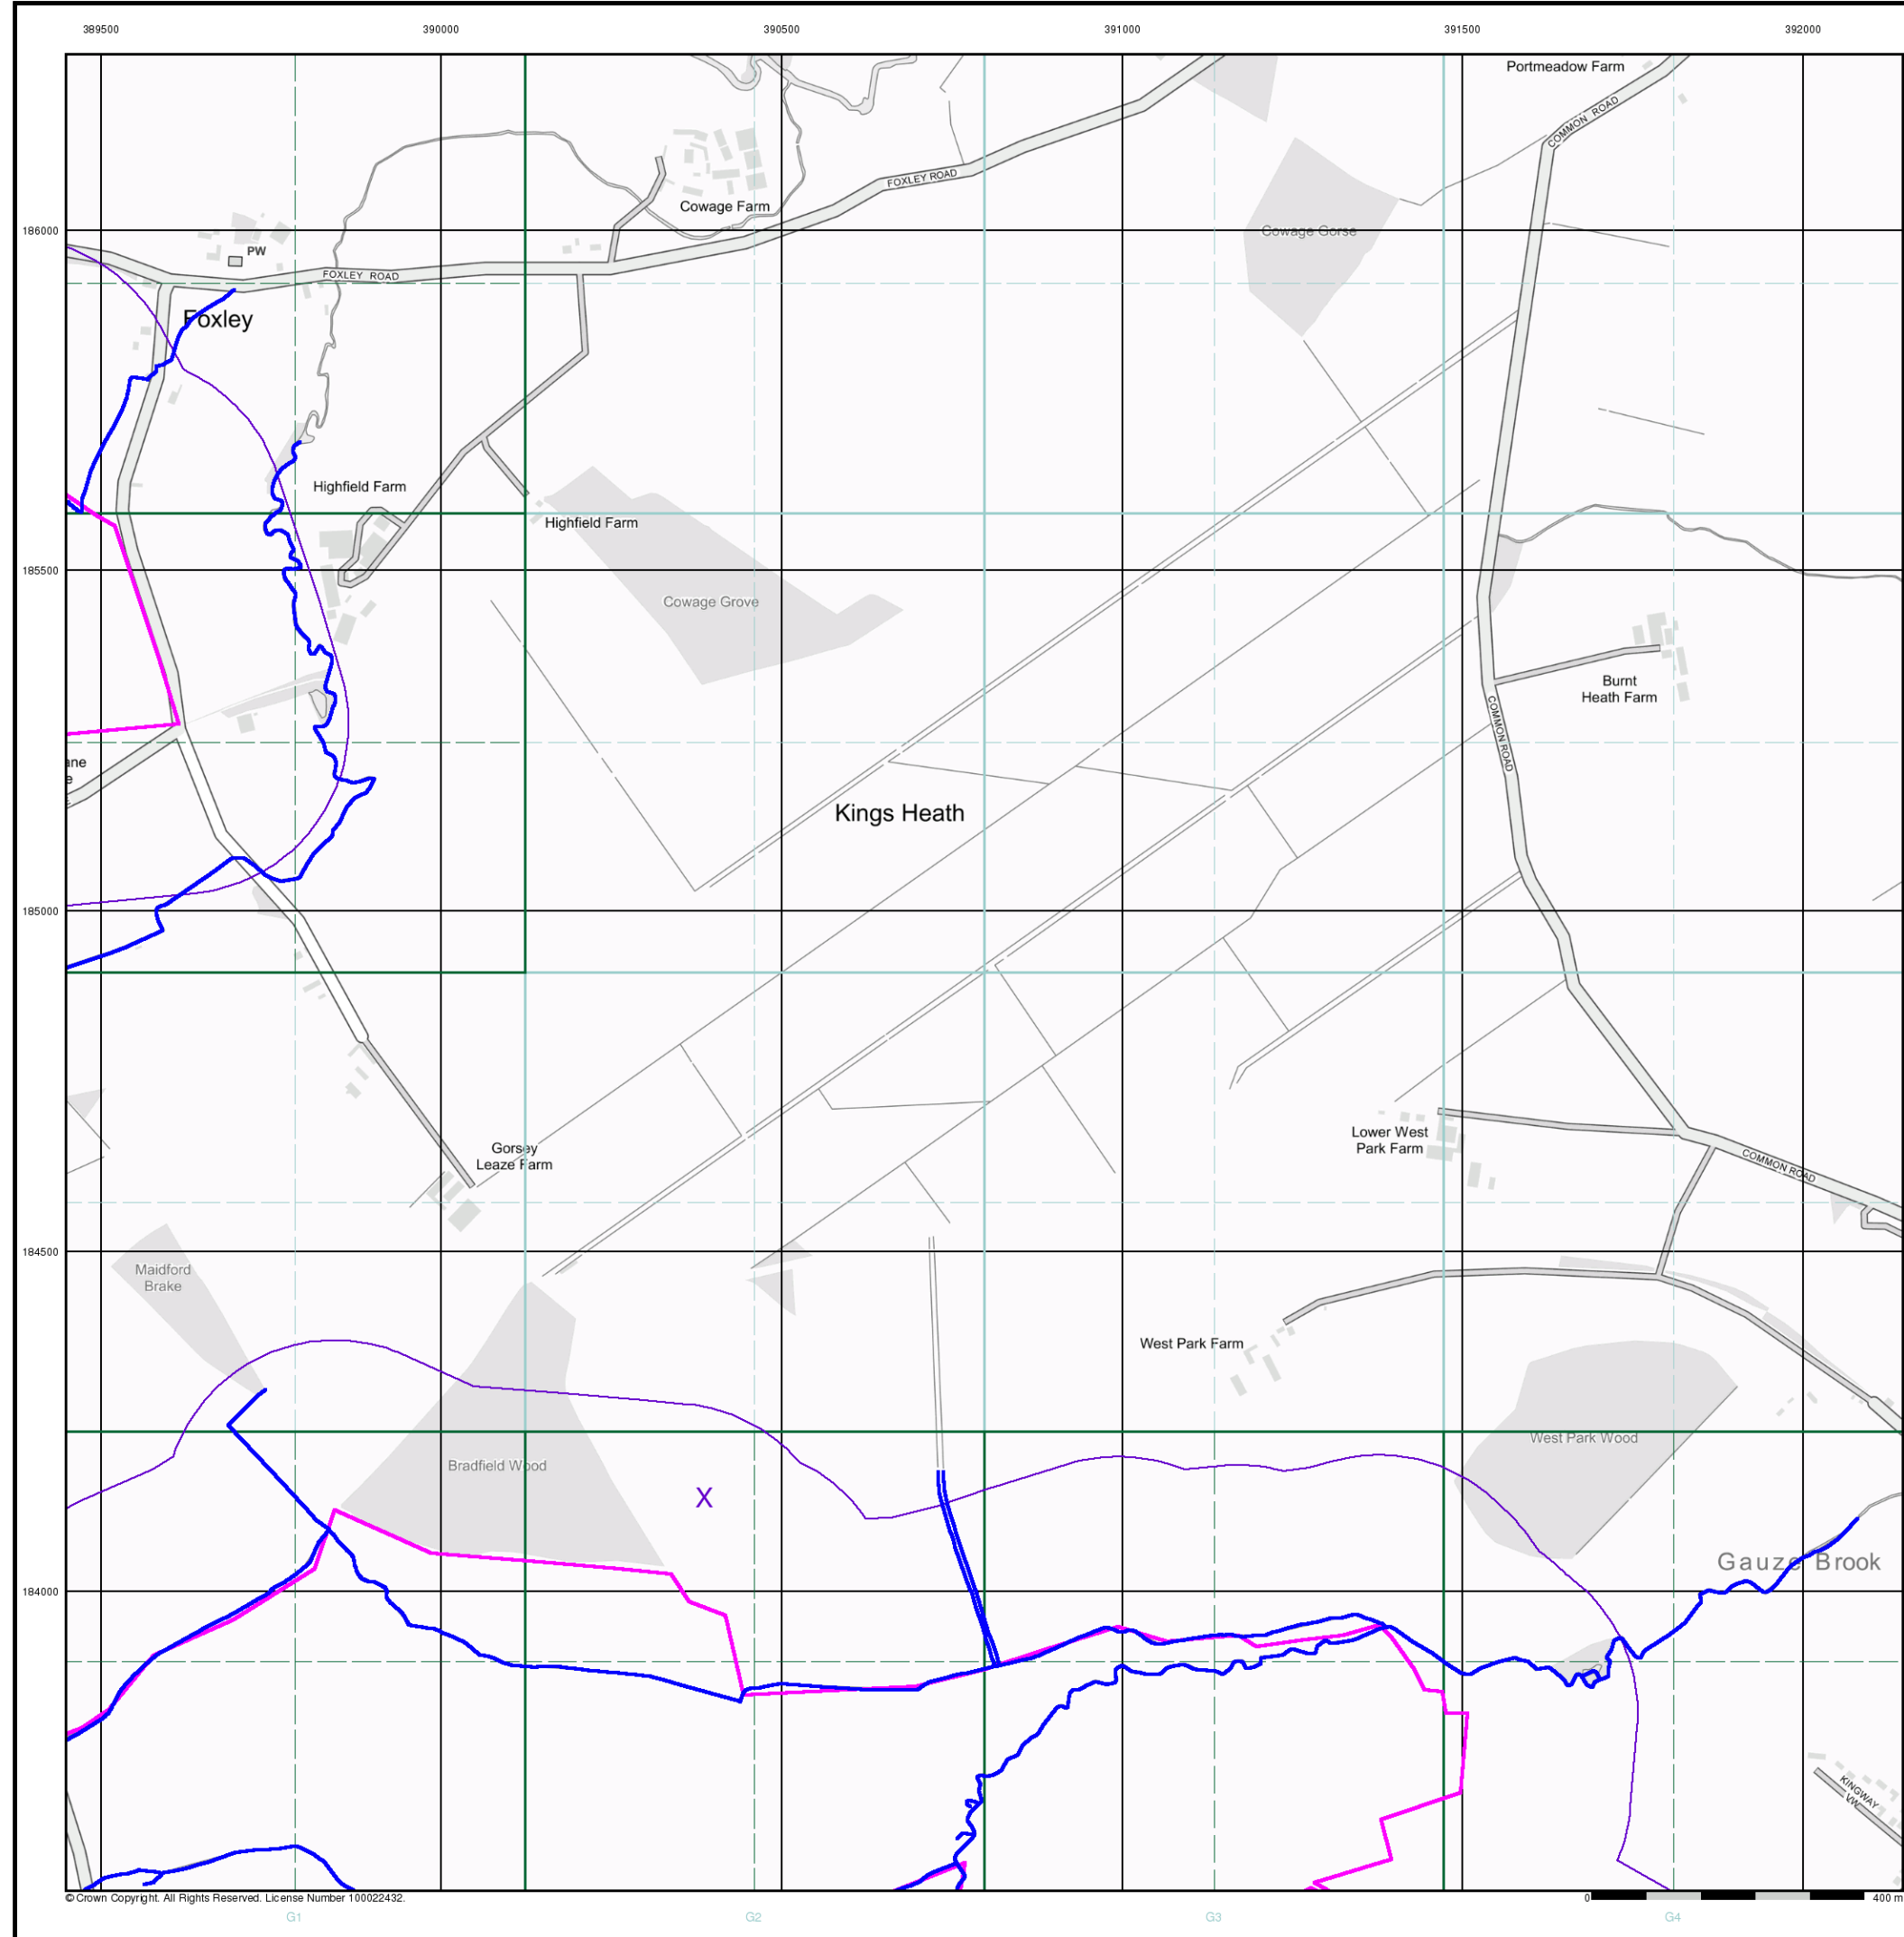 389500 390000 390500 391000 391500 392000
Portmeadow Farm
COMMON ROAD
FOXLEY ROAD
Cowage Farm
186000
Cowage Gorse
PW
FOXLEY ROAD
Foxley
Highfield Farm
Highfield Farm
185500
Cowage Grove
Burnt
Heath Farm
COMMON ROAD
ane
e
Kings Heath
185000
Lower West
Park Farm
Gorsey
Leaze Farm
COMMON ROAD
184500
Maidford
Brake
West Park Farm
West Park Wood
Bradfield Wood
X
Gauze Brook
184000
KINGWAY
VW
© Crown Copyright. All Rights Reserved. License Number 100022432.
0 400 m
G1 G2 G3 G4